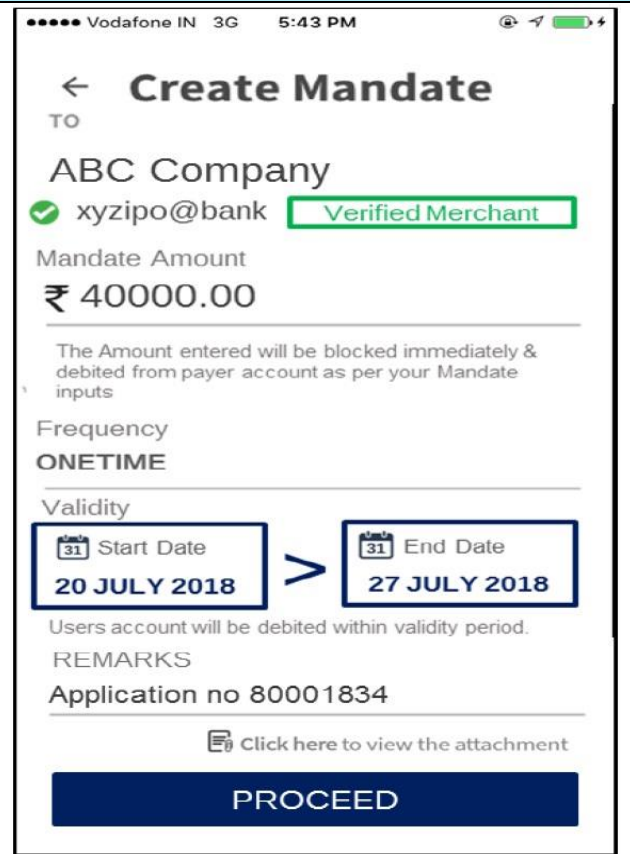 Vodafone IN 3G 5:43 PM
← Create Mandate
TO
ABC Company
xyzipo@bank Verified Merchant
Mandate Amount
₹ 40000.00
The Amount entered will be blocked immediately &
debited from payer account as per your Mandate
inputs
Frequency
ONETIME
Validity
31 Start Date > 31 End Date
20 JULY 2018 27 JULY 2018
Users account will be debited within validity period.
REMARKS
Application no 80001834
Click here to view the attachment
PROCEED